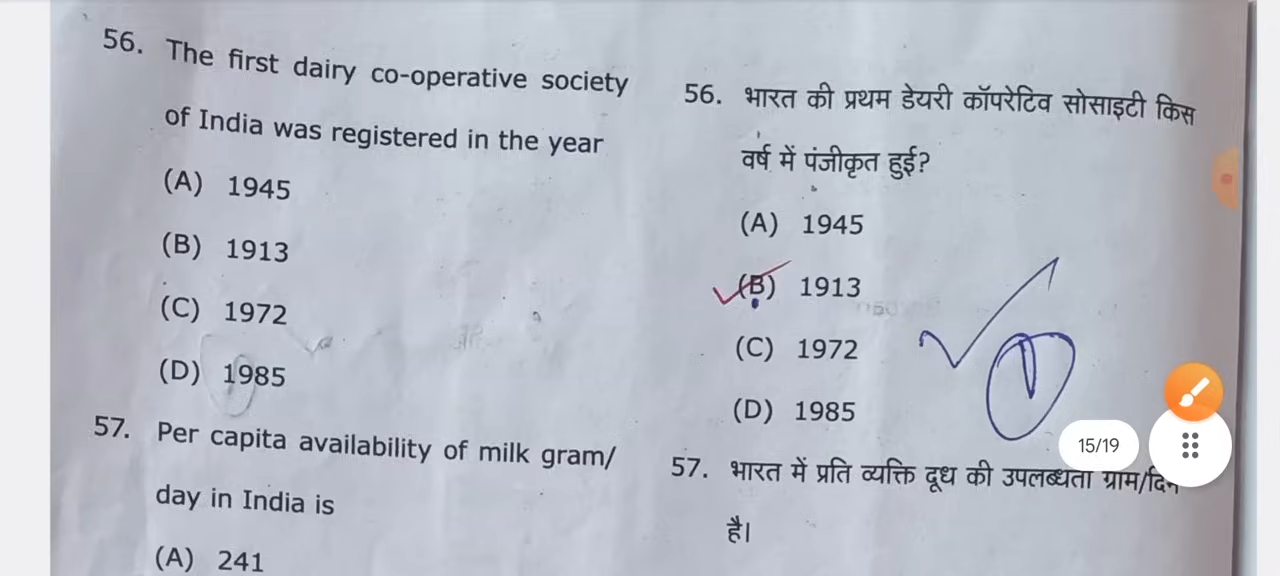 56. The first dairy co-operative society
of India was registered in the year
(A) 1945
(B) 1913
(C) 1972
(D) 1985
57. Per capita availability of milk gram/
day in India is
(A) 241
56. भारत की प्रथम डेयरी कॉपरेटिव सोसाइटी किस
वर्ष में पंजीकृत हुई?
(A) 1945
(B) 1913
(C) 1972
(D) 1985
57. भारत में प्रति व्यक्ति दूध की उपलब्धता ग्राम/दिन
है।
15/19